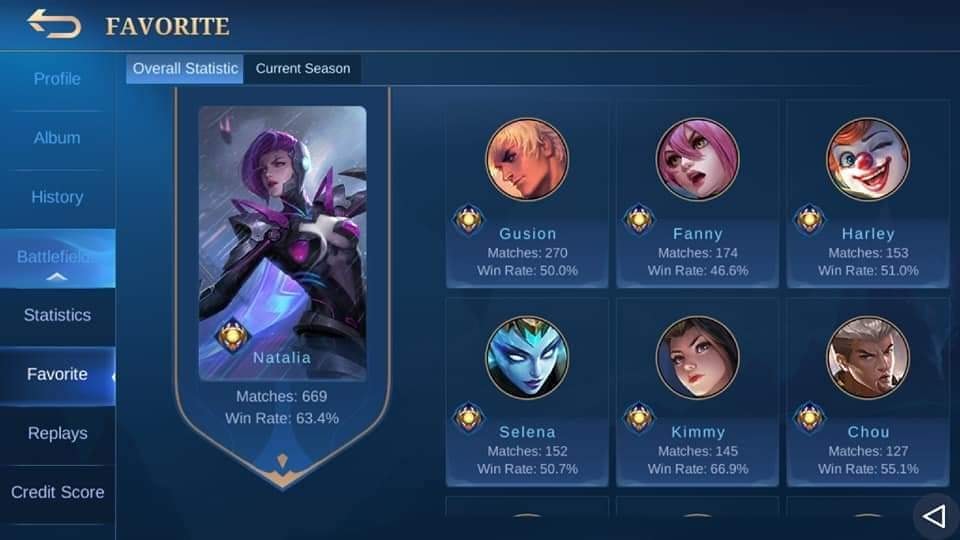 FAVORITE
Profile
Album
History
Battlefield
Statistics
Favorite
Replays
Credit Score
Overall Statistic
Current Season
Natalia
Matches: 669
Win Rate: 63.4%
Gusion
Matches: 270
Win Rate: 50.0%
Fanny
Matches: 174
Win Rate: 46.6%
Harley
Matches: 153
Win Rate: 51.0%
Selena
Matches: 152
Win Rate: 50.7%
Kimmy
Matches: 145
Win Rate: 66.9%
Chou
Matches: 127
Win Rate: 55.1%